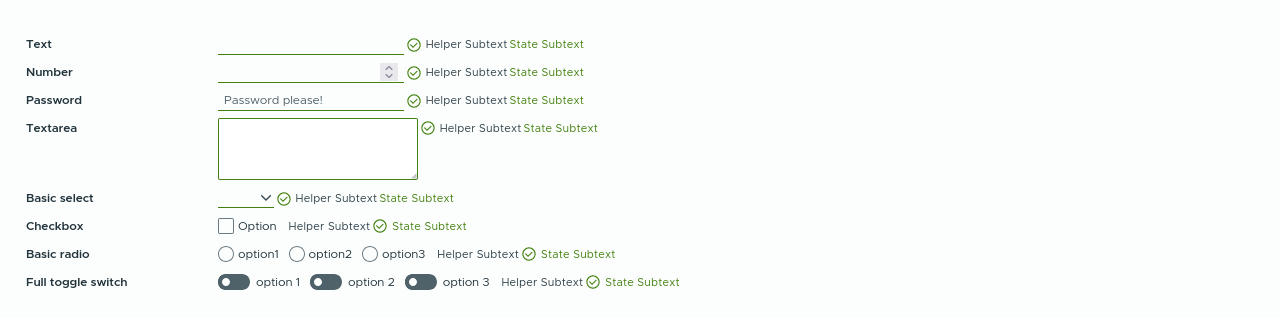 Text Helper Subtext State Subtext
Number Helper Subtext State Subtext
Password Password please! Helper Subtext State Subtext
Textarea Helper Subtext State Subtext
Basic select Helper Subtext State Subtext
Checkbox Option Helper Subtext State Subtext
Basic radio option1 option2 option3 Helper Subtext State Subtext
Full toggle switch option 1 option 2 option 3 Helper Subtext State Subtext